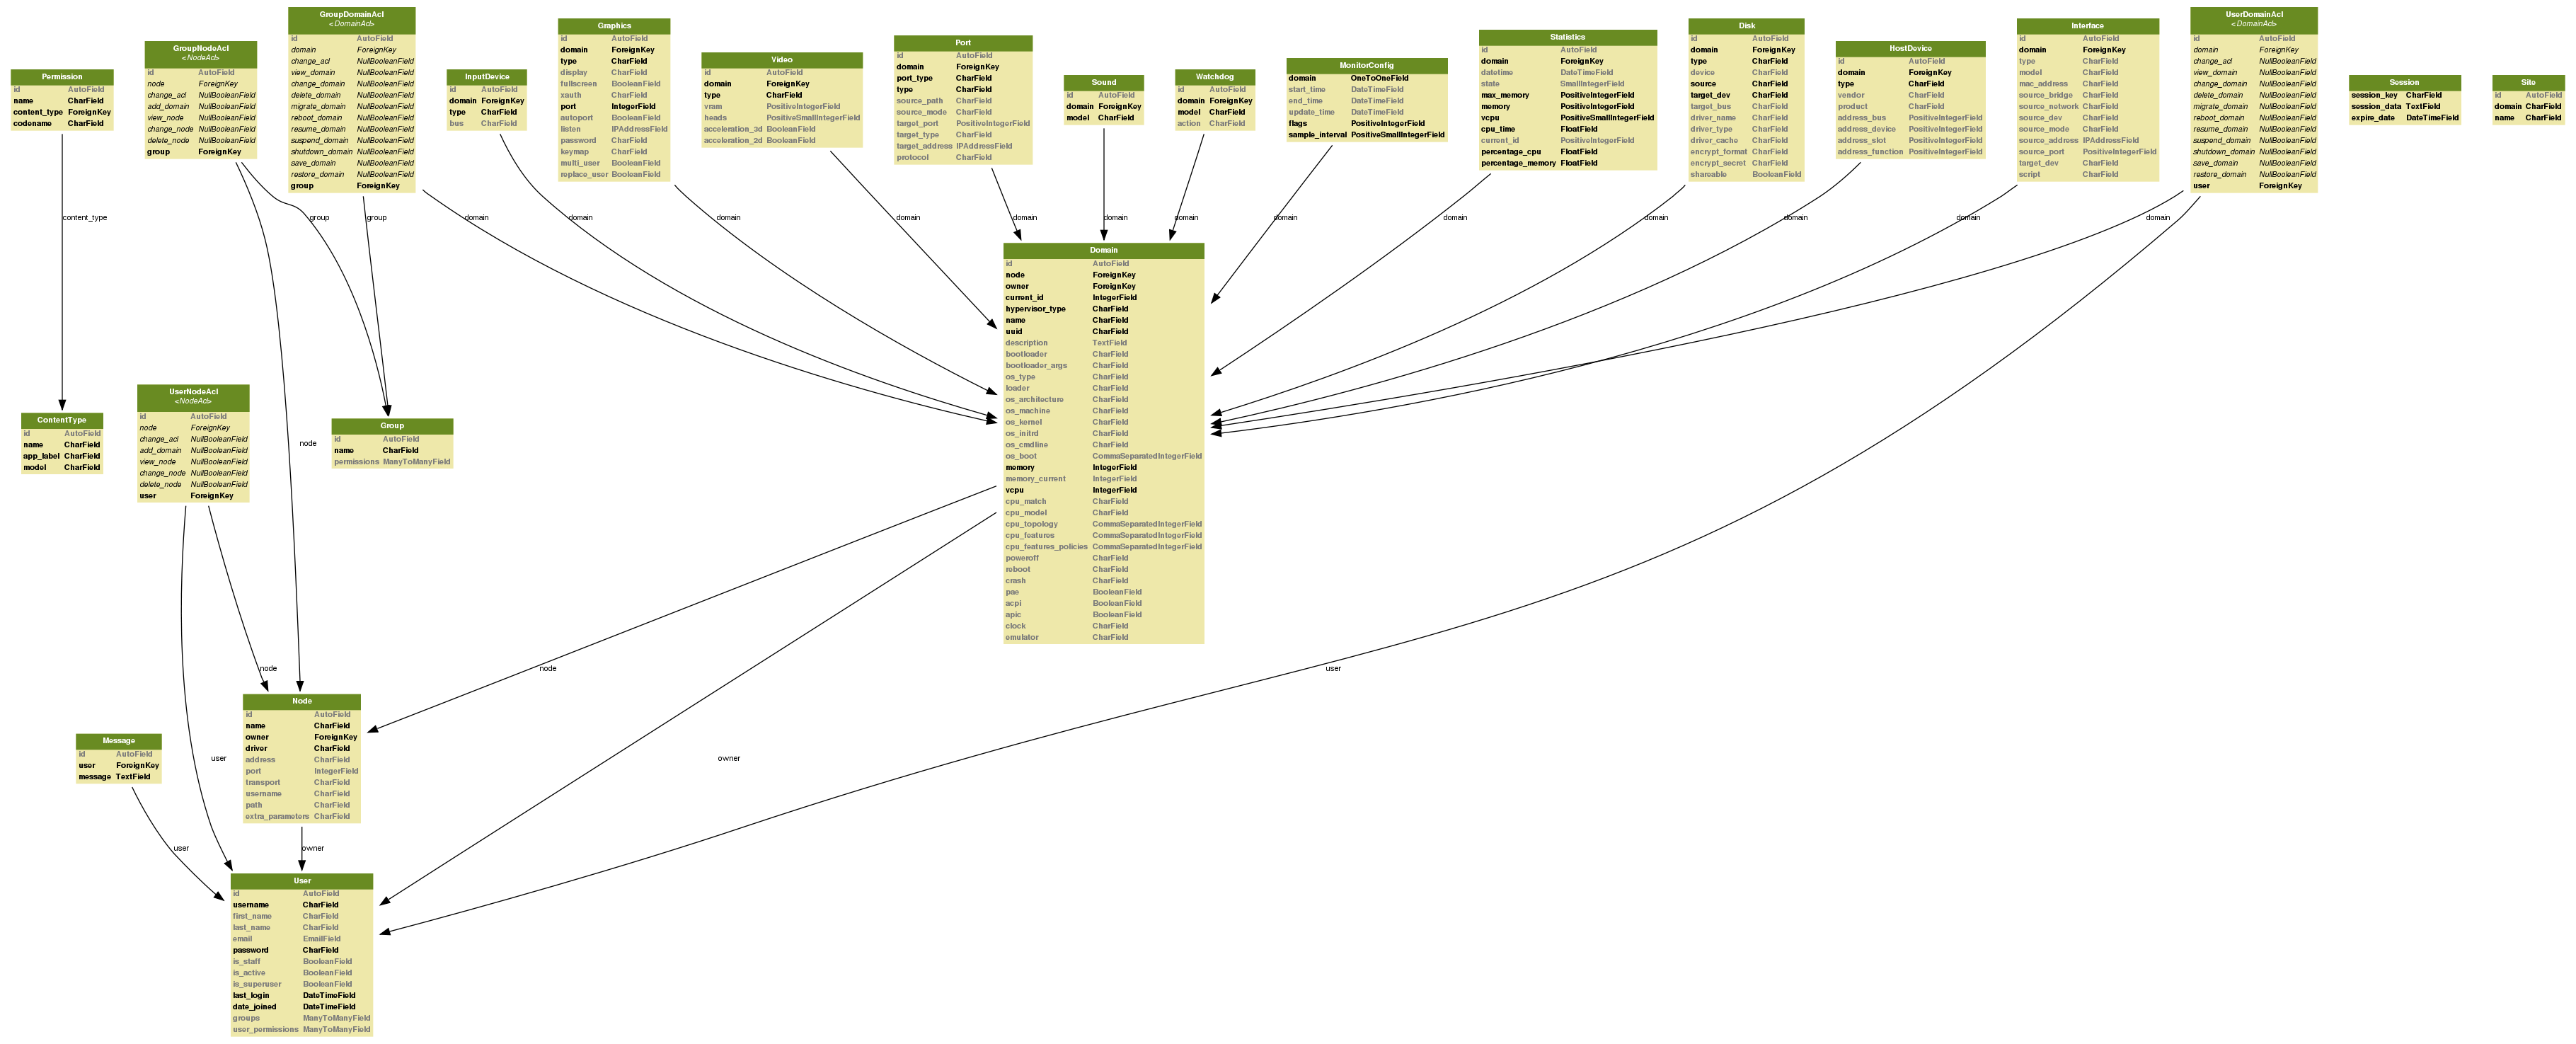 Permission
id AutoField
name CharField
content_type ForeignKey
codename CharField
GroupNodeAcl
<NodeAcl>
id AutoField
node ForeignKey
change_acl NullBooleanField
add_domain NullBooleanField
view_node NullBooleanField
change_node NullBooleanField
delete_node NullBooleanField
group ForeignKey
GroupDomainAcl
<DomainAcl>
id AutoField
domain ForeignKey
change_acl NullBooleanField
view_domain NullBooleanField
change_domain NullBooleanField
delete_domain NullBooleanField
migrate_domain NullBooleanField
reboot_domain NullBooleanField
resume_domain NullBooleanField
suspend_domain NullBooleanField
shutdown_domain NullBooleanField
save_domain NullBooleanField
restore_domain NullBooleanField
group ForeignKey
InputDevice
id AutoField
domain ForeignKey
type CharField
bus CharField
Graphics
id AutoField
domain ForeignKey
type CharField
display CharField
fullscreen BooleanField
xauth CharField
port IntegerField
autoport BooleanField
listen IPAddressField
password CharField
keymap CharField
multi_user BooleanField
replace_user BooleanField
Video
id AutoField
domain ForeignKey
type CharField
vram PositiveIntegerField
heads PositiveSmallIntegerField
acceleration_3d BooleanField
acceleration_2d BooleanField
Port
id AutoField
domain ForeignKey
port_type CharField
type CharField
source_path CharField
source_mode CharField
target_port PositiveIntegerField
target_type CharField
target_address IPAddressField
protocol CharField
Sound
id AutoField
domain ForeignKey
model CharField
Watchdog
id AutoField
domain ForeignKey
model CharField
action CharField
MonitorConfig
domain OneToOneField
start_time DateTimeField
end_time DateTimeField
update_time DateTimeField
flags PositiveIntegerField
sample_interval PositiveSmallIntegerField
Statistics
id AutoField
domain ForeignKey
datetime DateTimeField
state SmallIntegerField
max_memory PositiveIntegerField
memory PositiveIntegerField
vcpu PositiveSmallIntegerField
cpu_time FloatField
current_id PositiveIntegerField
percentage_cpu FloatField
percentage_memory FloatField
Disk
id AutoField
domain ForeignKey
type CharField
device CharField
source CharField
target_dev CharField
target_bus CharField
driver_name CharField
driver_type CharField
driver_cache CharField
encrypt_format CharField
encrypt_secret CharField
shareable BooleanField
HostDevice
id AutoField
domain ForeignKey
type CharField
vendor CharField
product CharField
address_bus PositiveIntegerField
address_device PositiveIntegerField
address_slot PositiveIntegerField
address_function PositiveIntegerField
Interface
id AutoField
domain ForeignKey
type CharField
model CharField
mac_address CharField
source_bridge CharField
source_network CharField
source_dev CharField
source_mode CharField
source_address IPAddressField
source_port PositiveIntegerField
target_dev CharField
script CharField
UserDomainAcl
<DomainAcl>
id AutoField
domain ForeignKey
change_acl NullBooleanField
view_domain NullBooleanField
change_domain NullBooleanField
delete_domain NullBooleanField
migrate_domain NullBooleanField
reboot_domain NullBooleanField
resume_domain NullBooleanField
suspend_domain NullBooleanField
shutdown_domain NullBooleanField
save_domain NullBooleanField
restore_domain NullBooleanField
user ForeignKey
Session
session_key CharField
session_data TextField
expire_date DateTimeField
Site
id AutoField
domain CharField
name CharField
content_type
group
group
domain
domain
domain
domain
domain
domain
domain
domain
domain
domain
domain
domain
domain
Domain
id AutoField
node ForeignKey
owner ForeignKey
current_id IntegerField
hypervisor_type CharField
name CharField
uuid CharField
description TextField
bootloader CharField
bootloader_args CharField
os_type CharField
loader CharField
os_architecture CharField
os_machine CharField
os_kernel CharField
os_initrd CharField
os_cmdline CharField
os_boot CommaSeparatedIntegerField
memory IntegerField
memory_current IntegerField
vcpu IntegerField
cpu_match CharField
cpu_model CharField
cpu_topology CommaSeparatedIntegerField
cpu_features CommaSeparatedIntegerField
cpu_features_policies CommaSeparatedIntegerField
poweroff CharField
reboot CharField
crash CharField
pae BooleanField
acpi BooleanField
apic BooleanField
clock CharField
emulator CharField
ContentType
id AutoField
name CharField
app_label CharField
model CharField
UserNodeAcl
<NodeAcl>
id AutoField
node ForeignKey
change_acl NullBooleanField
add_domain NullBooleanField
view_node NullBooleanField
change_node NullBooleanField
delete_node NullBooleanField
user ForeignKey
node
Group
id AutoField
name CharField
permissions ManyToManyField
node
node
user
Node
id AutoField
name CharField
owner ForeignKey
driver CharField
address CharField
port IntegerField
transport CharField
username CharField
path CharField
extra_parameters CharField
Message
id AutoField
user ForeignKey
message TextField
user
owner
user
owner
User
id AutoField
username CharField
first_name CharField
last_name CharField
email EmailField
password CharField
is_staff BooleanField
is_active BooleanField
is_superuser BooleanField
last_login DateTimeField
date_joined DateTimeField
groups ManyToManyField
user_permissions ManyToManyField